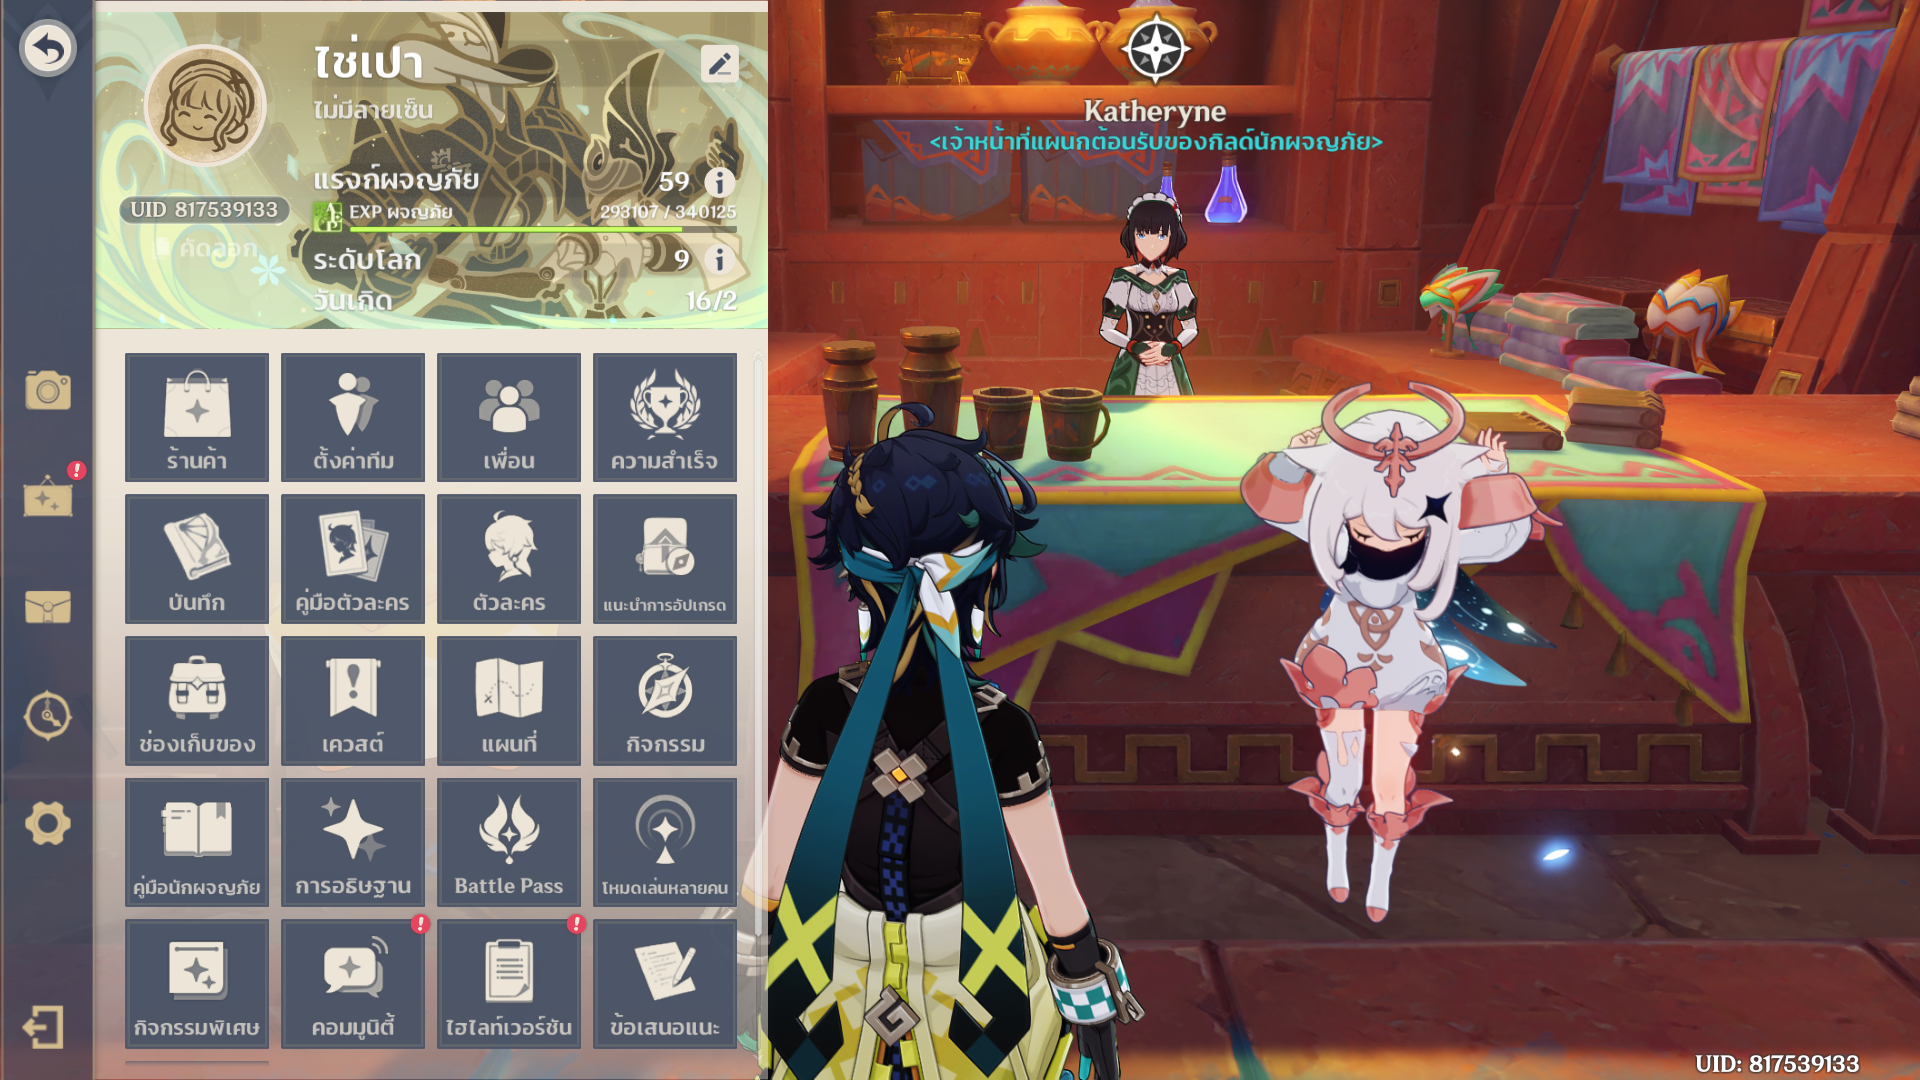 ไข่เปา
ไม่มีลายเซ็น
แรงก์ผจญภัย 59
EXP ผจญภัย 293107 / 340125
UID 817539133
คัดลอก
ระดับโลก 9
วันเกิด 16/2
ร้านค้า
ตั้งค่าทีม
เพื่อน
ความสำเร็จ
บันทึก
คู่มือตัวละคร
ตัวละคร
แนะนำการอัปเกรด
ช่องเก็บของ
เควสต์
แผนที่
กิจกรรม
คู่มือนักผจญภัย
การอธิษฐาน
Battle Pass
โหมดเล่นหลายคน
กิจกรรมพิเศษ
คอมมูนิตี้
ไฮไลท์เวอร์ชัน
ข้อเสนอแนะ
Katheryne
<เจ้าหน้าที่แผนกต้อนรับของกิลด์นักผจญภัย>
UID: 817539133